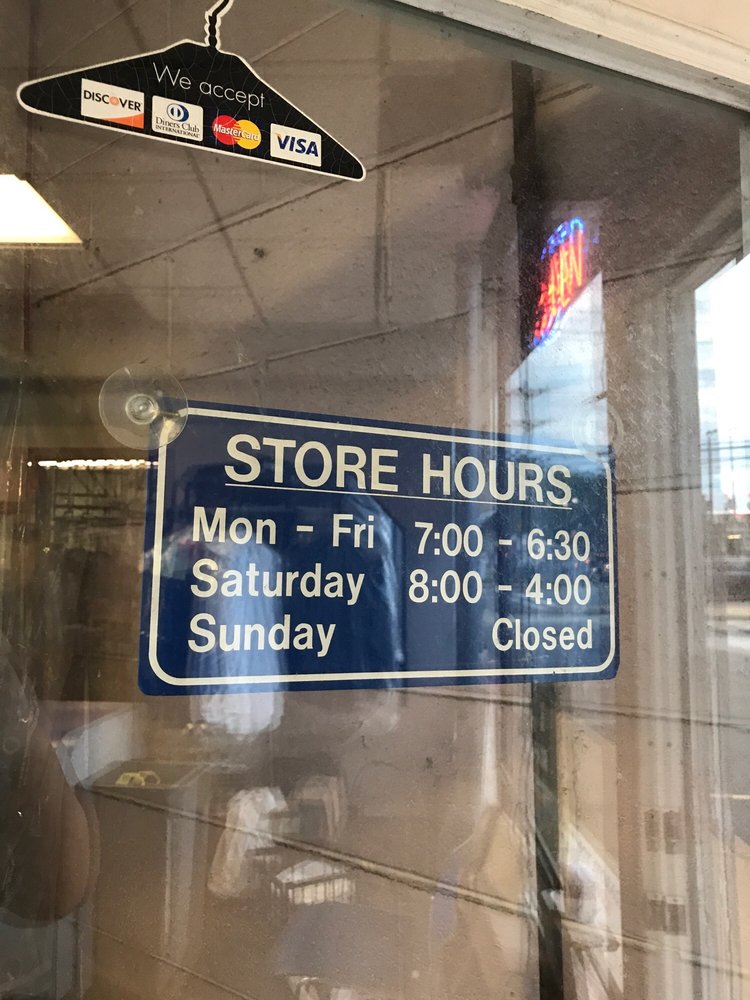 We accept
DISCOVER
Diners Club
INTERNATIONAL
MasterCard
VISA
STORE HOURS
Mon - Fri 7:00 - 6:30
Saturday 8:00 - 4:00
Sunday Closed